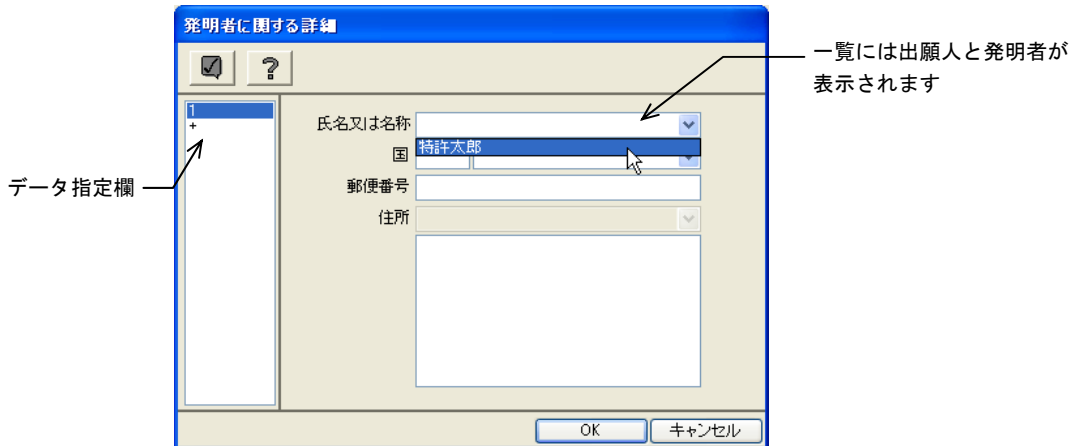 発明者に関する詳細
?
一覧には出願人と発明者が
表示されます
1
+
氏名又は名称
特許太郎
国
データ指定欄
郵便番号
住所
OK
キャンセル